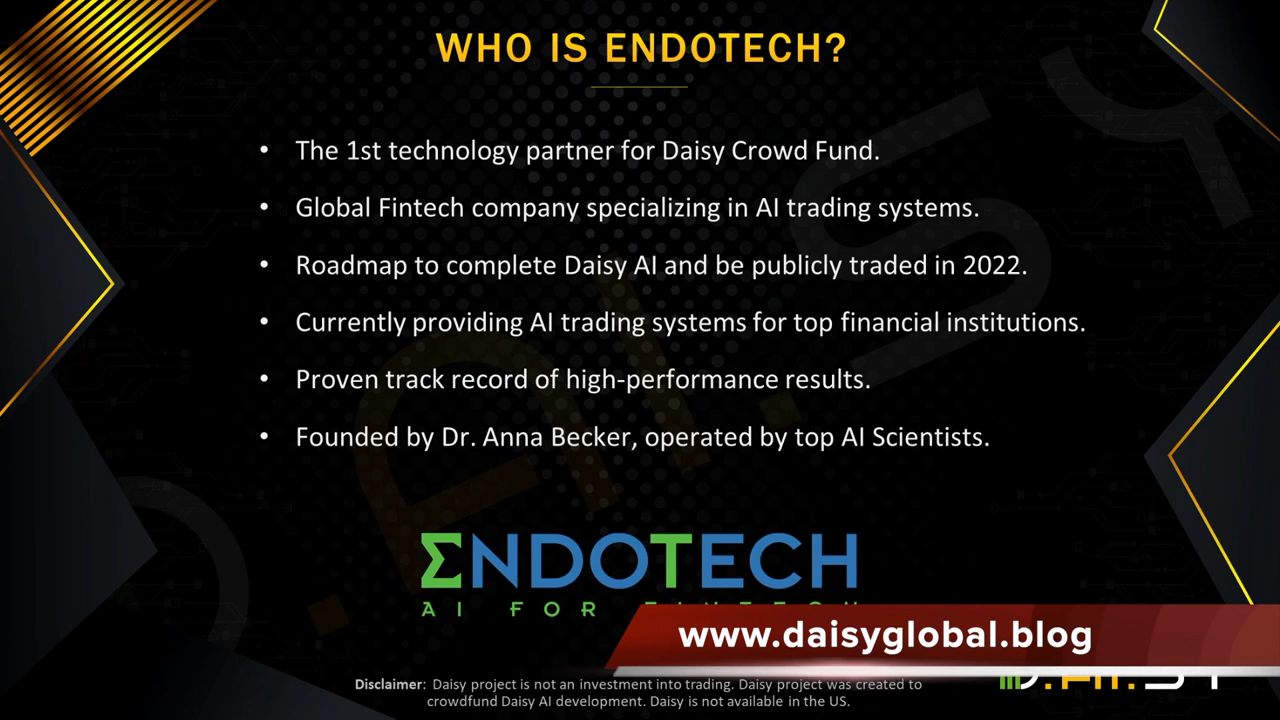 WHO IS ENDOTECH?
• The 1st technology partner for Daisy Crowd Fund.
• Global Fintech company specializing in AI trading systems.
• Roadmap to complete Daisy AI and be publicly traded in 2022.
• Currently providing AI trading systems for top financial institutions.
• Proven track record of high-performance results.
• Founded by Dr. Anna Becker, operated by top AI Scientists.
ΣNDOTECH
AI FOR
www.daisyglobal.blog
Disclaimer: Daisy project is not an investment into trading. Daisy project was created to
crowdfund Daisy AI development. Daisy is not available in the US.